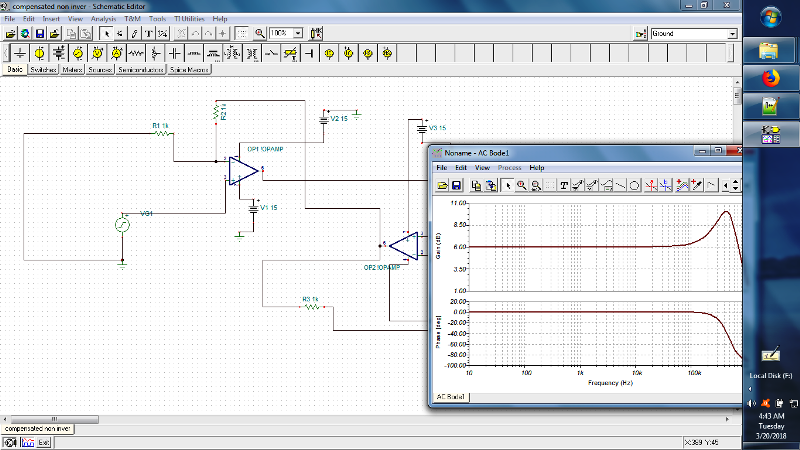 compensated non inver - Schematic Editor
File Edit Insert View Analysis T&M Tools TI Utilities Help
100%
Ground
Basic Switches Meters Sources Semiconductors Spice Macros
R2 1k
V2 15
V3 15
R1 1k
OP1 !OPAMP
V1 15
VG1
OP2 !OPAMP
R3 1k
Noname - AC Bode1
File Edit View Process Help
Gain (dB)
11.00
8.50
6.00
3.50
1.00
Phase [deg]
20.00
0.00
-20.00
-40.00
-60.00
-80.00
-100.00
10 100 1k 10k 100k
Frequency (Hz)
AC Bode1
compensated non inver
Exit
X:389 Y:45
Local Disk (F:)
4:43 AM
Tuesday
3/20/2018